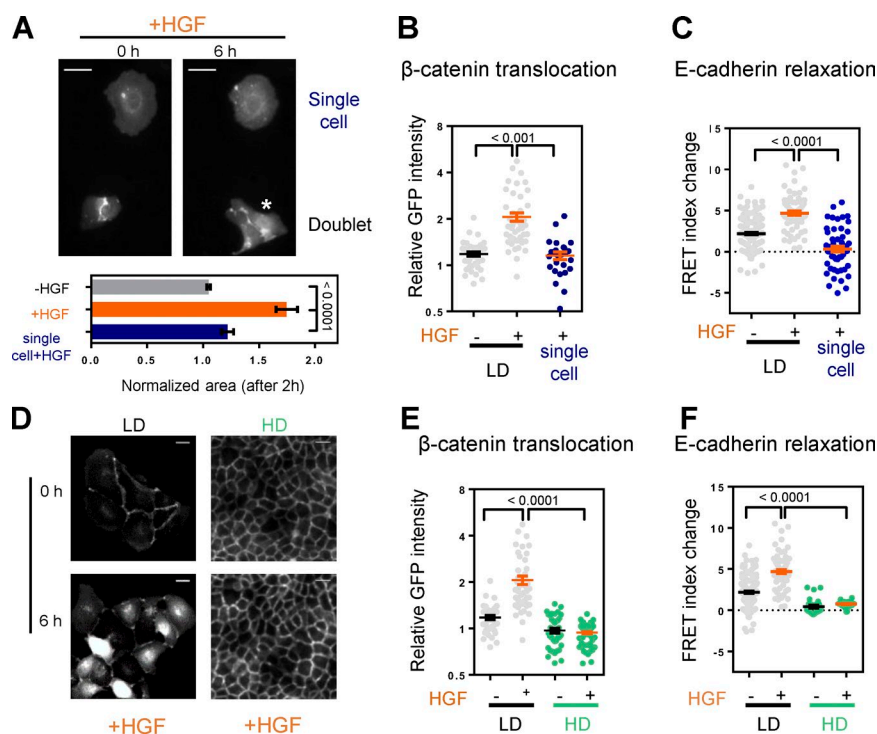 A
+HGF
0 h
6 h
Single
cell
*
Doublet
-HGF
+HGF
single
cell+HGF
< 0.0001
0.0
0.5
1.0
1.5
2.0
Normalized area (after 2h)
B
β-catenin translocation
Relative GFP intensity
8
4
2
1
0.5
< 0.001
HGF
-
+
+
LD
single
cell
C
E-cadherin relaxation
FRET index change
15
10
5
0
-5
< 0.0001
HGF
-
+
+
LD
single
cell
D
LD
HD
0 h
6 h
+HGF
+HGF
E
β-catenin translocation
Relative GFP intensity
8
4
2
1
0.5
< 0.0001
HGF
-
+
-
+
LD
HD
F
E-cadherin relaxation
FRET index change
15
10
5
0
-5
< 0.0001
HGF
-
+
-
+
LD
HD